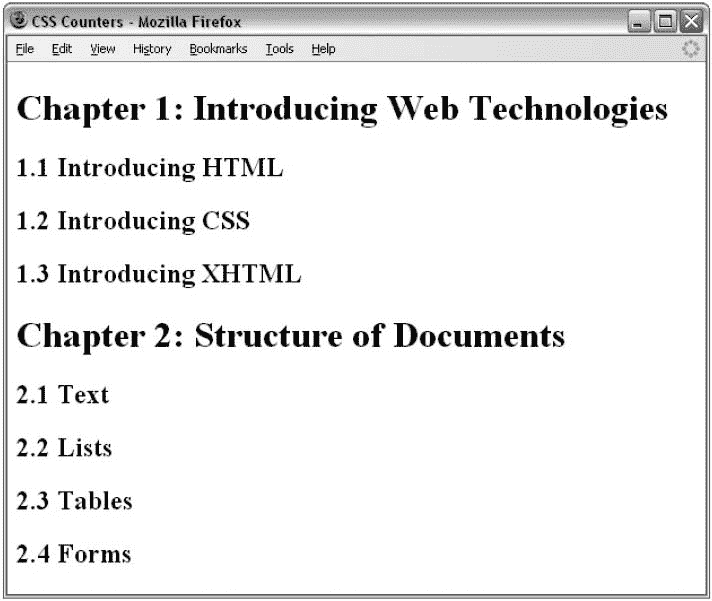 CSS Counters - Mozilla Firefox
File Edit View History Bookmarks Tools Help
Chapter 1: Introducing Web Technologies
1.1 Introducing HTML
1.2 Introducing CSS
1.3 Introducing XHTML
Chapter 2: Structure of Documents
2.1 Text
2.2 Lists
2.3 Tables
2.4 Forms